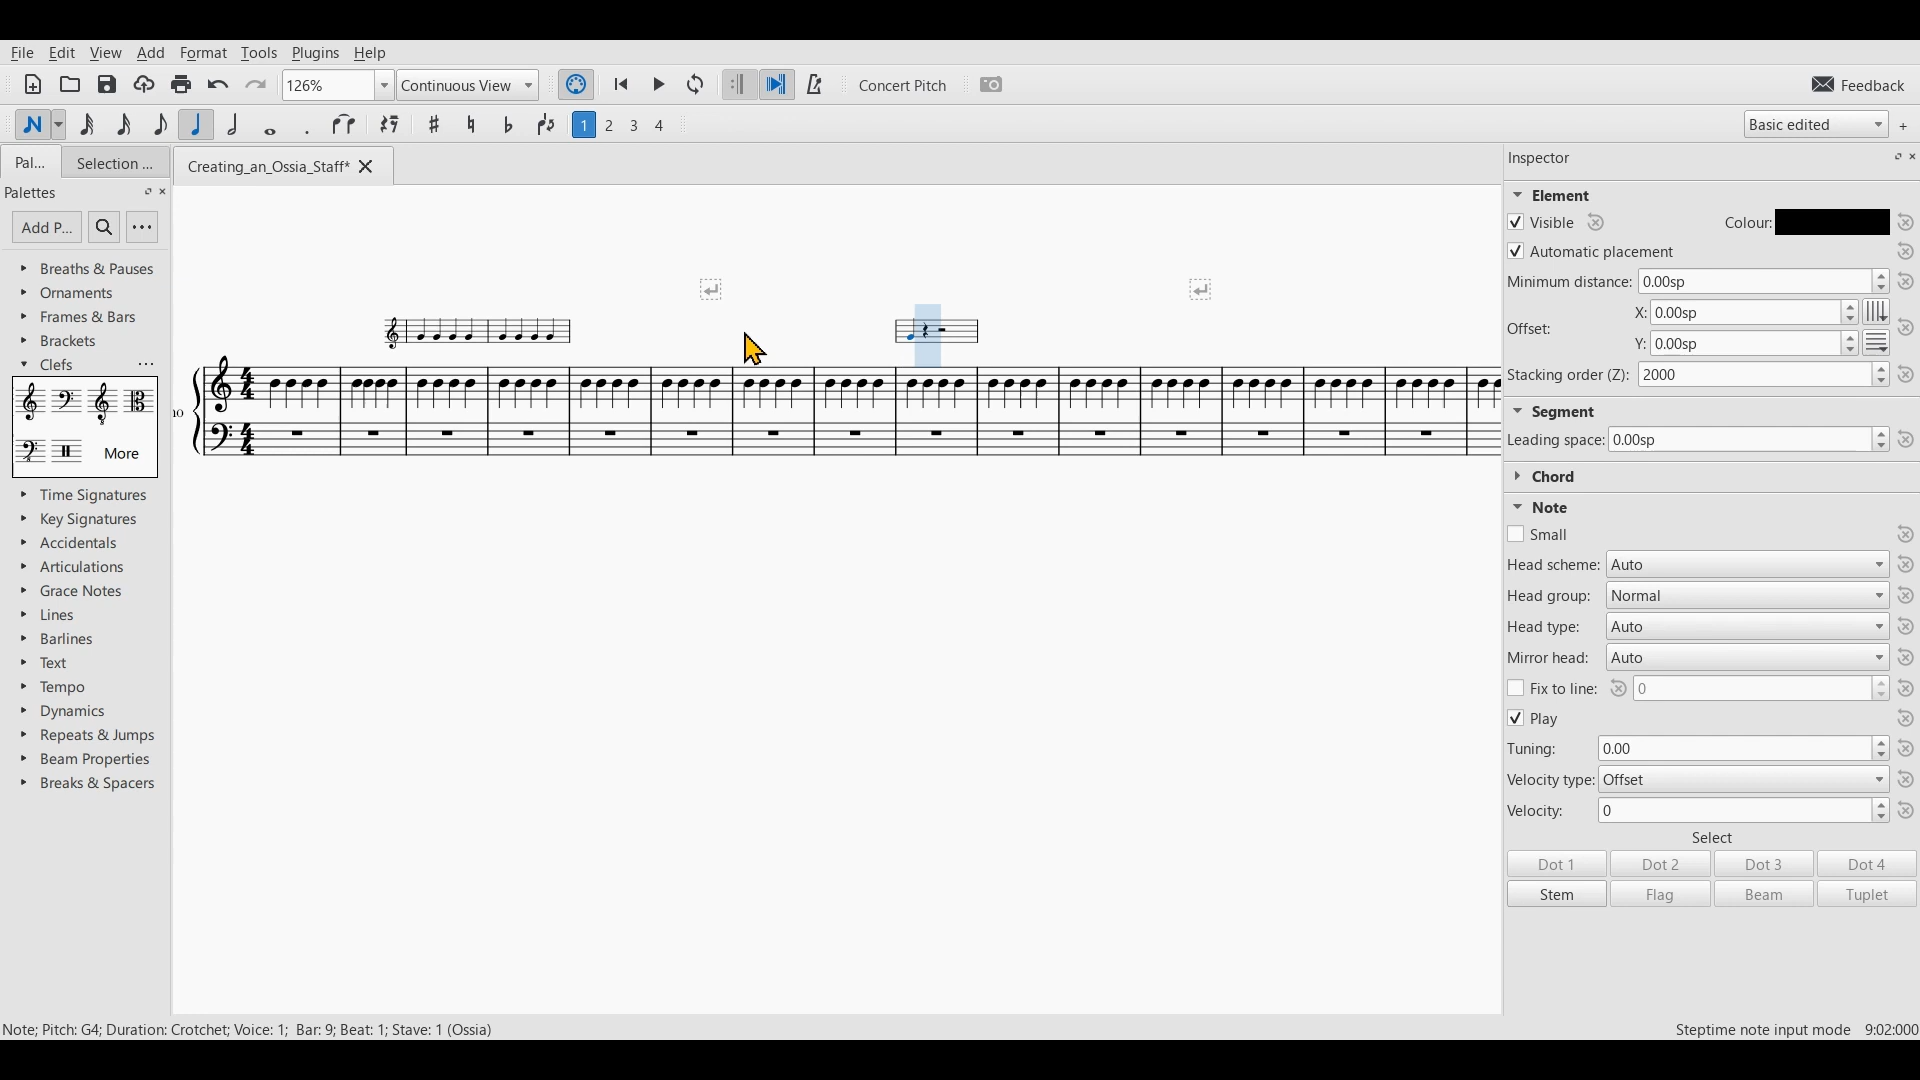 File Edit View Add Format Tools Plugins Help
126% Continuous View Concert Pitch Feedback
1 2 3 4 Basic edited +
Pal... Selection ... Creating_an_Ossia_Staff*
Palettes
Add P... ...
Breaths & Pauses
Ornaments
Frames & Bars
Brackets
Clefs ...
More
Time Signatures
Key Signatures
Accidentals
Articulations
Grace Notes
Lines
Barlines
Text
Tempo
Dynamics
Repeats & Jumps
Beam Properties
Breaks & Spacers
Inspector
Element
Visible Colour:
Automatic placement
Minimum distance: 0.00sp
Offset: X: 0.00sp
Y: 0.00sp
Stacking order (Z): 2000
Segment
Leading space: 0.00sp
Chord
Note
Small
Head scheme: Auto
Head group: Normal
Head type: Auto
Mirror head: Auto
Fix to line: 0
Play
Tuning: 0.00
Velocity type: Offset
Velocity: 0
Select
Dot 1 Dot 2 Dot 3 Dot 4
Stem Flag Beam Tuplet
Note; Pitch: G4; Duration: Crotchet; Voice: 1; Bar: 9; Beat: 1; Stave: 1 (Ossia) Steptime note input mode 9:02:000